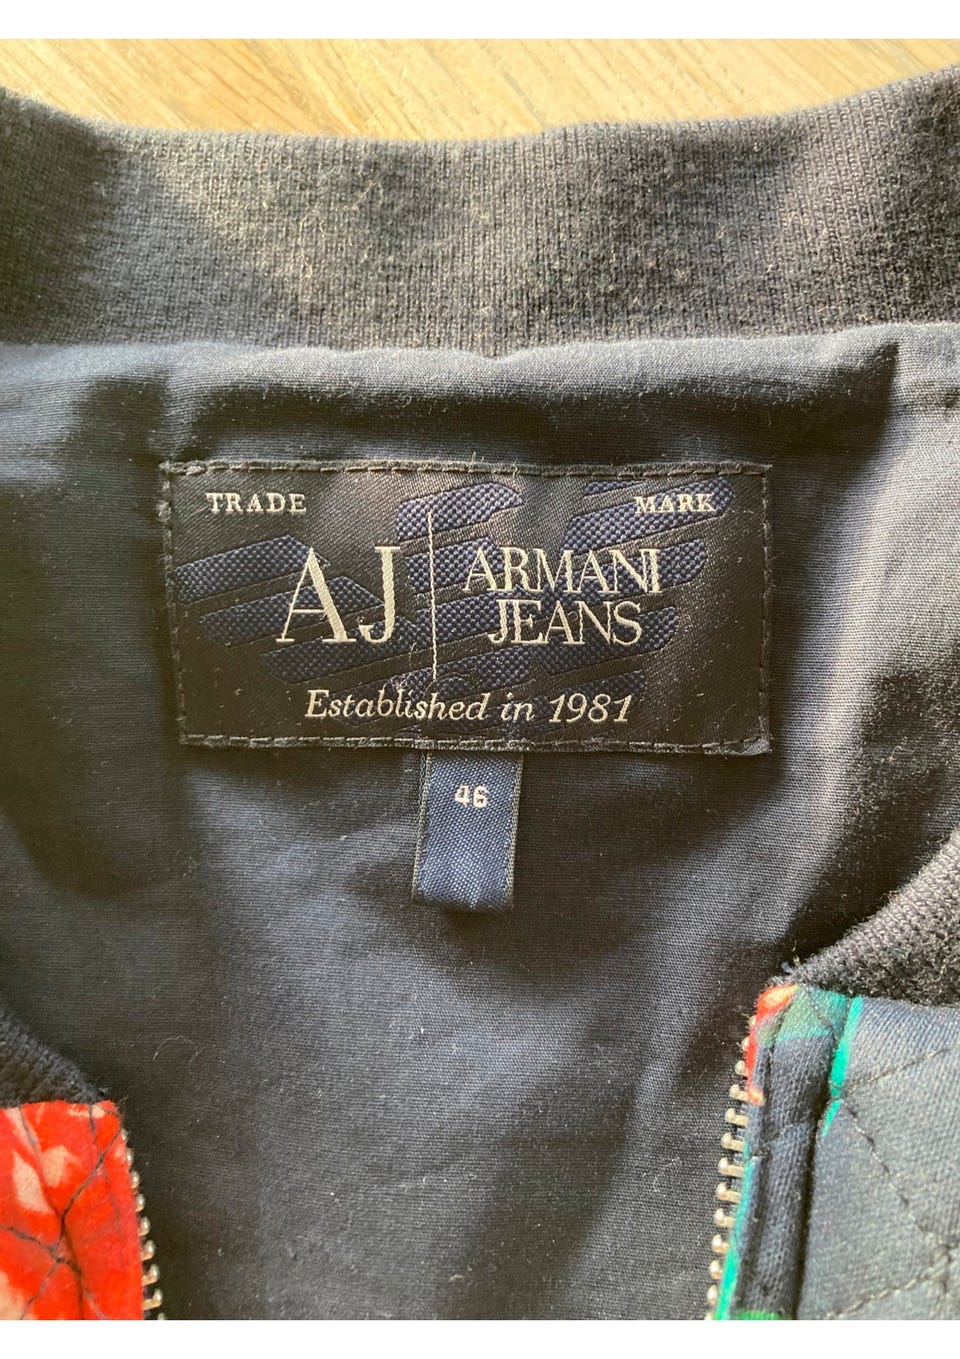 TRADE MARK
AJ ARMANI
JEANS
Established in 1981
46